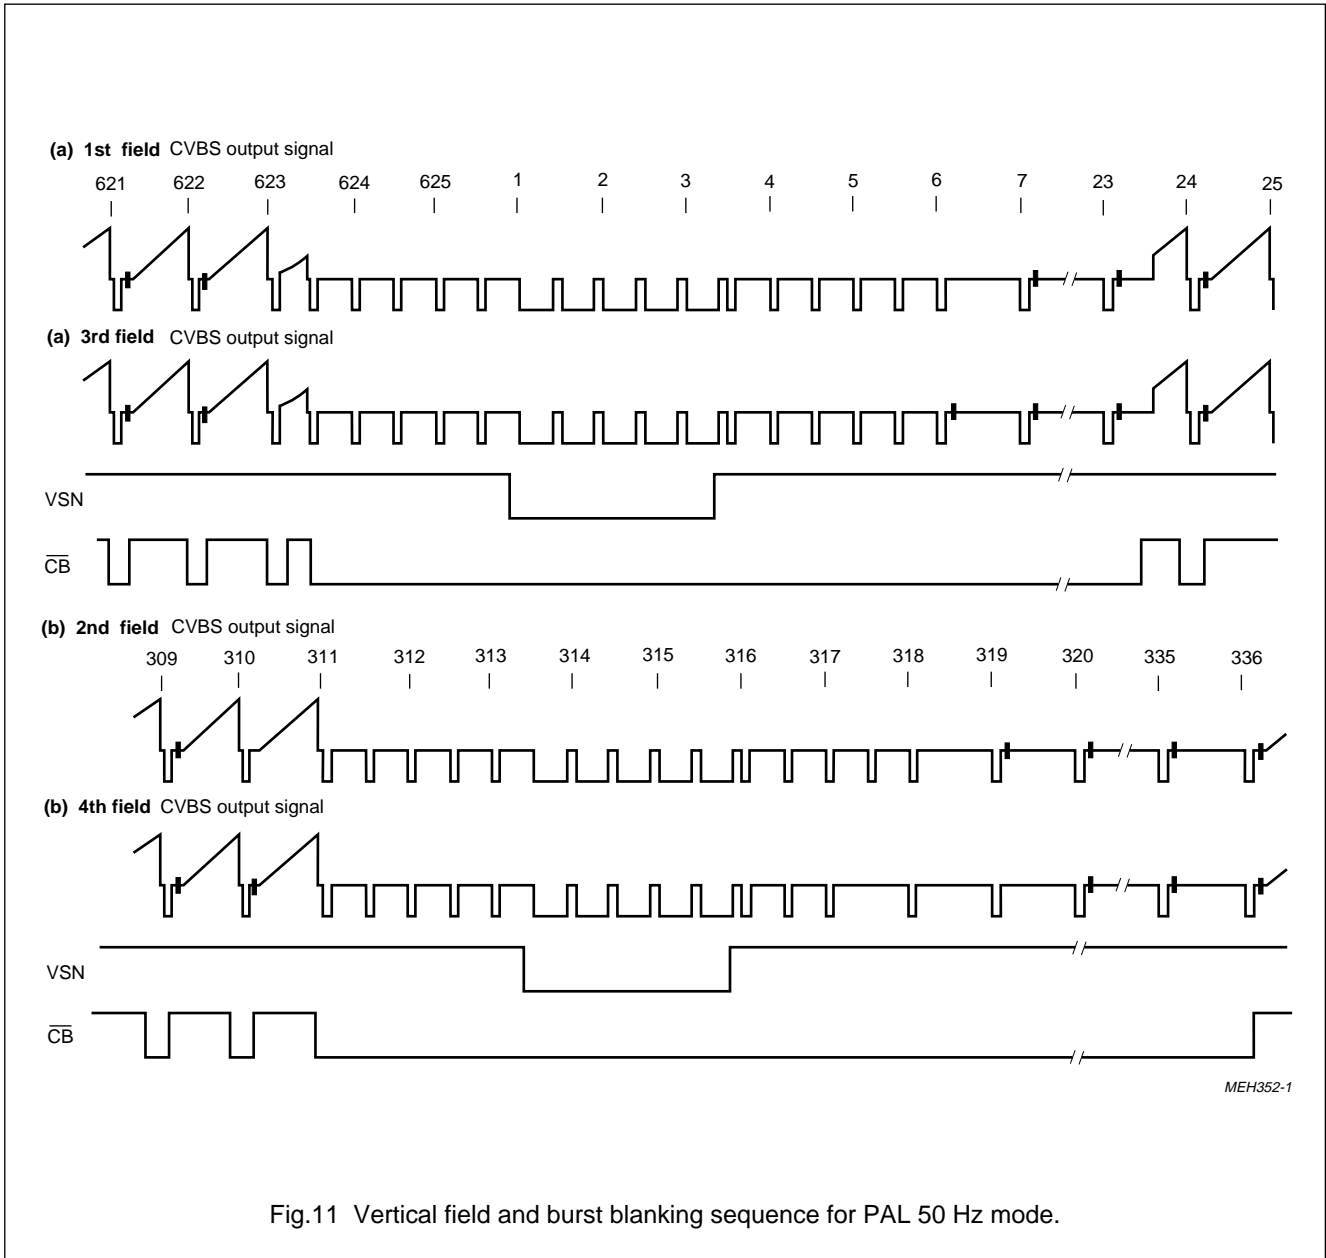 (a) 1st field CVBS output signal
621 622 623 624 625 1 2 3 4 5 6 7 23 24 25
(a) 3rd field CVBS output signal
VSN
C̅B̅
(b) 2nd field CVBS output signal
309 310 311 312 313 314 315 316 317 318 319 320 335 336
(b) 4th field CVBS output signal
VSN
C̅B̅
MEH352-1
Fig.11 Vertical field and burst blanking sequence for PAL 50 Hz mode.